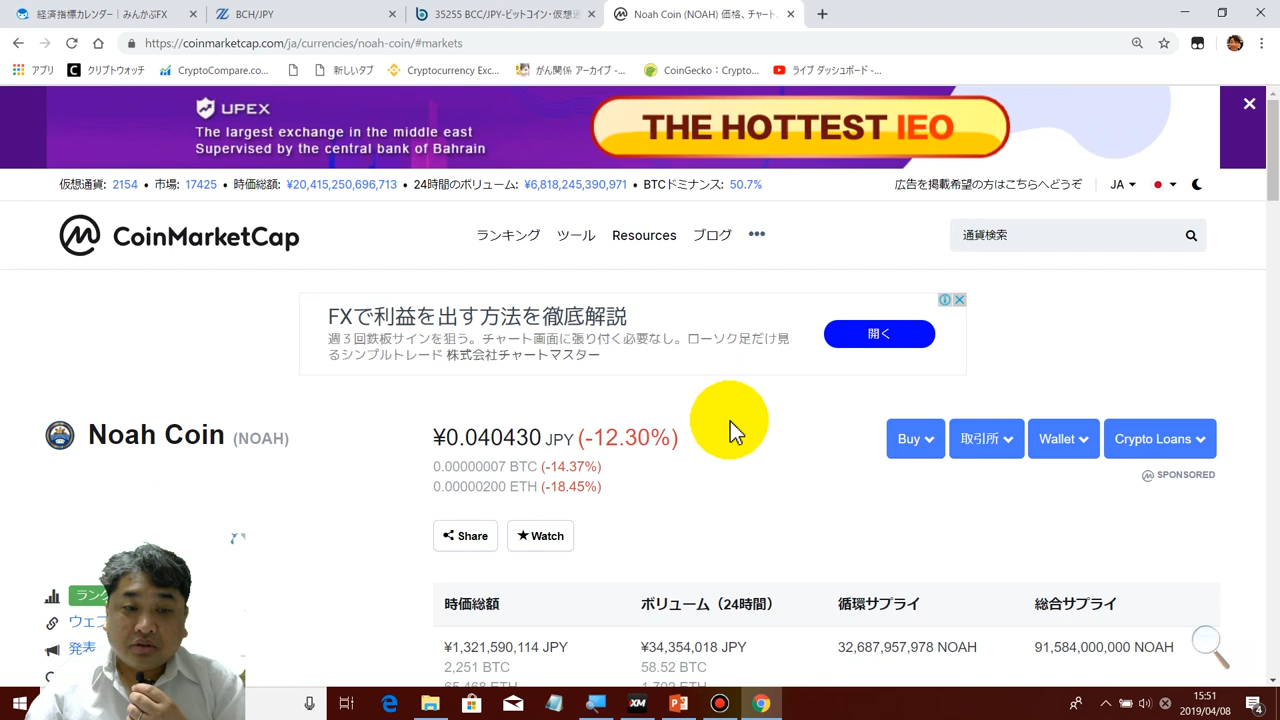 経済指標カレンダー | みんかぶFX
BCH/JPY
35255 BCC/JPY-ビットコイン・仮想通
Noah Coin (NOAH) 価格、チャート、
https://coinmarketcap.com/ja/currencies/noah-coin/#markets
アプリ
クリプトウォッチ
CryptoCompare.co...
新しいタブ
Cryptocurrency Exc...
がん関係 アーカイブ -...
CoinGecko：Crypto...
ライブ ダッシュボード -...
UPEX
The largest exchange in the middle east
Supervised by the central bank of Bahrain
THE HOTTEST IEO
仮想通貨: 2154 • 市場: 17425 • 時価総額: ¥20,415,250,696,713 • 24時間のボリューム: ¥6,818,245,390,971 • BTCドミナンス: 50.7%
広告を掲載希望の方はこちらへどうぞ
JA
CoinMarketCap
ランキング ツール Resources ブログ •••
通貨検索
FXで利益を出す方法を徹底解説
週３回鉄板サインを狙う。チャート画面に張り付く必要なし。ローソク足だけ見
るシンプルトレード 株式会社チャートマスター
開く
Noah Coin (NOAH)
¥0.040430 JPY (-12.30%)
0.00000007 BTC (-14.37%)
0.00000200 ETH (-18.45%)
Buy
取引所
Wallet
Crypto Loans
SPONSORED
Share
Watch
ラン
ウェブ
発表
時価総額
ボリューム（24時間）
循環サプライ
総合サプライ
¥1,321,590,114 JPY
¥34,354,018 JPY
32,687,957,978 NOAH
91,584,000,000 NOAH
2,251 BTC
58.52 BTC
XM
15:51
2019/04/08
4